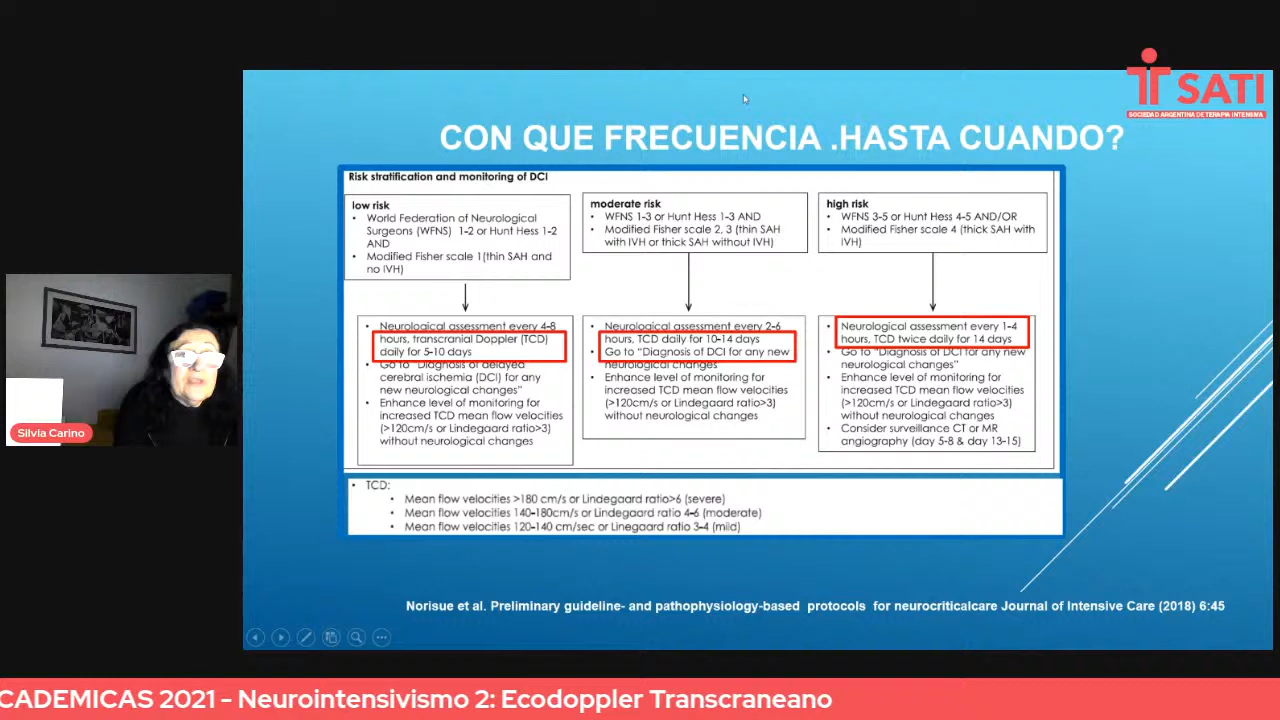 SATI
SOCIEDAD ARGENTINA DE TERAPIA INTENSIVA
CON QUE FRECUENCIA .HASTA CUANDO?
Risk stratification and monitoring of DCI
low risk
• World Federation of Neurological
Surgeons (WFNS) 1-2 or Hunt Hess 1-2
AND
• Modified Fisher scale 1(thin SAH and
no IVH)
moderate risk
• WFNS 1-3 or Hunt Hess 1-3 AND
• Modified Fisher scale 2, 3 (thin SAH
with IVH or thick SAH without IVH)
high risk
• WFNS 3-5 or Hunt Hess 4-5 AND/OR
• Modified Fisher scale 4 (thick SAH with
IVH)
• Neurological assessment every 4-8
hours, transcranial Doppler (TCD)
daily for 5-10 days
• Go to "Diagnosis of delayed
cerebral ischemia (DCI) for any
new neurological changes"
• Enhance level of monitoring for
increased TCD mean flow velocities
(>120cm/s or Lindegaard ratio>3)
without neurological changes
• Neurological assessment every 2-6
hours, TCD daily for 10-14 days
• Go to "Diagnosis of DCI for any new
neurological changes"
• Enhance level of monitoring for
increased TCD mean flow velocities
(>120cm/s or Lindegaard ratio>3)
without neurological changes
• Neurological assessment every 1-4
hours, TCD twice daily for 14 days
• Go to "Diagnosis of DCI for any new
neurological changes"
• Enhance level of monitoring for
increased TCD mean flow velocities
(>120cm/s or Lindegaard ratio>3)
without neurological changes
• Consider surveillance CT or MR
angiography (day 5-8 & day 13-15)
• TCD:
• Mean flow velocities >180 cm/s or Lindegaard ratio>6 (severe)
• Mean flow velocities 140-180cm/s or Lindegaard ratio 4-6 (moderate)
• Mean flow velocities 120-140 cm/sec or Linegaard ratio 3-4 (mild)
Norisue et al. Preliminary guideline- and pathophysiology-based protocols for neurocriticalcare Journal of Intensive Care (2018) 6:45
Silvia Carino
CADEMICAS 2021 - Neurointensivismo 2: Ecodoppler Transcraneano